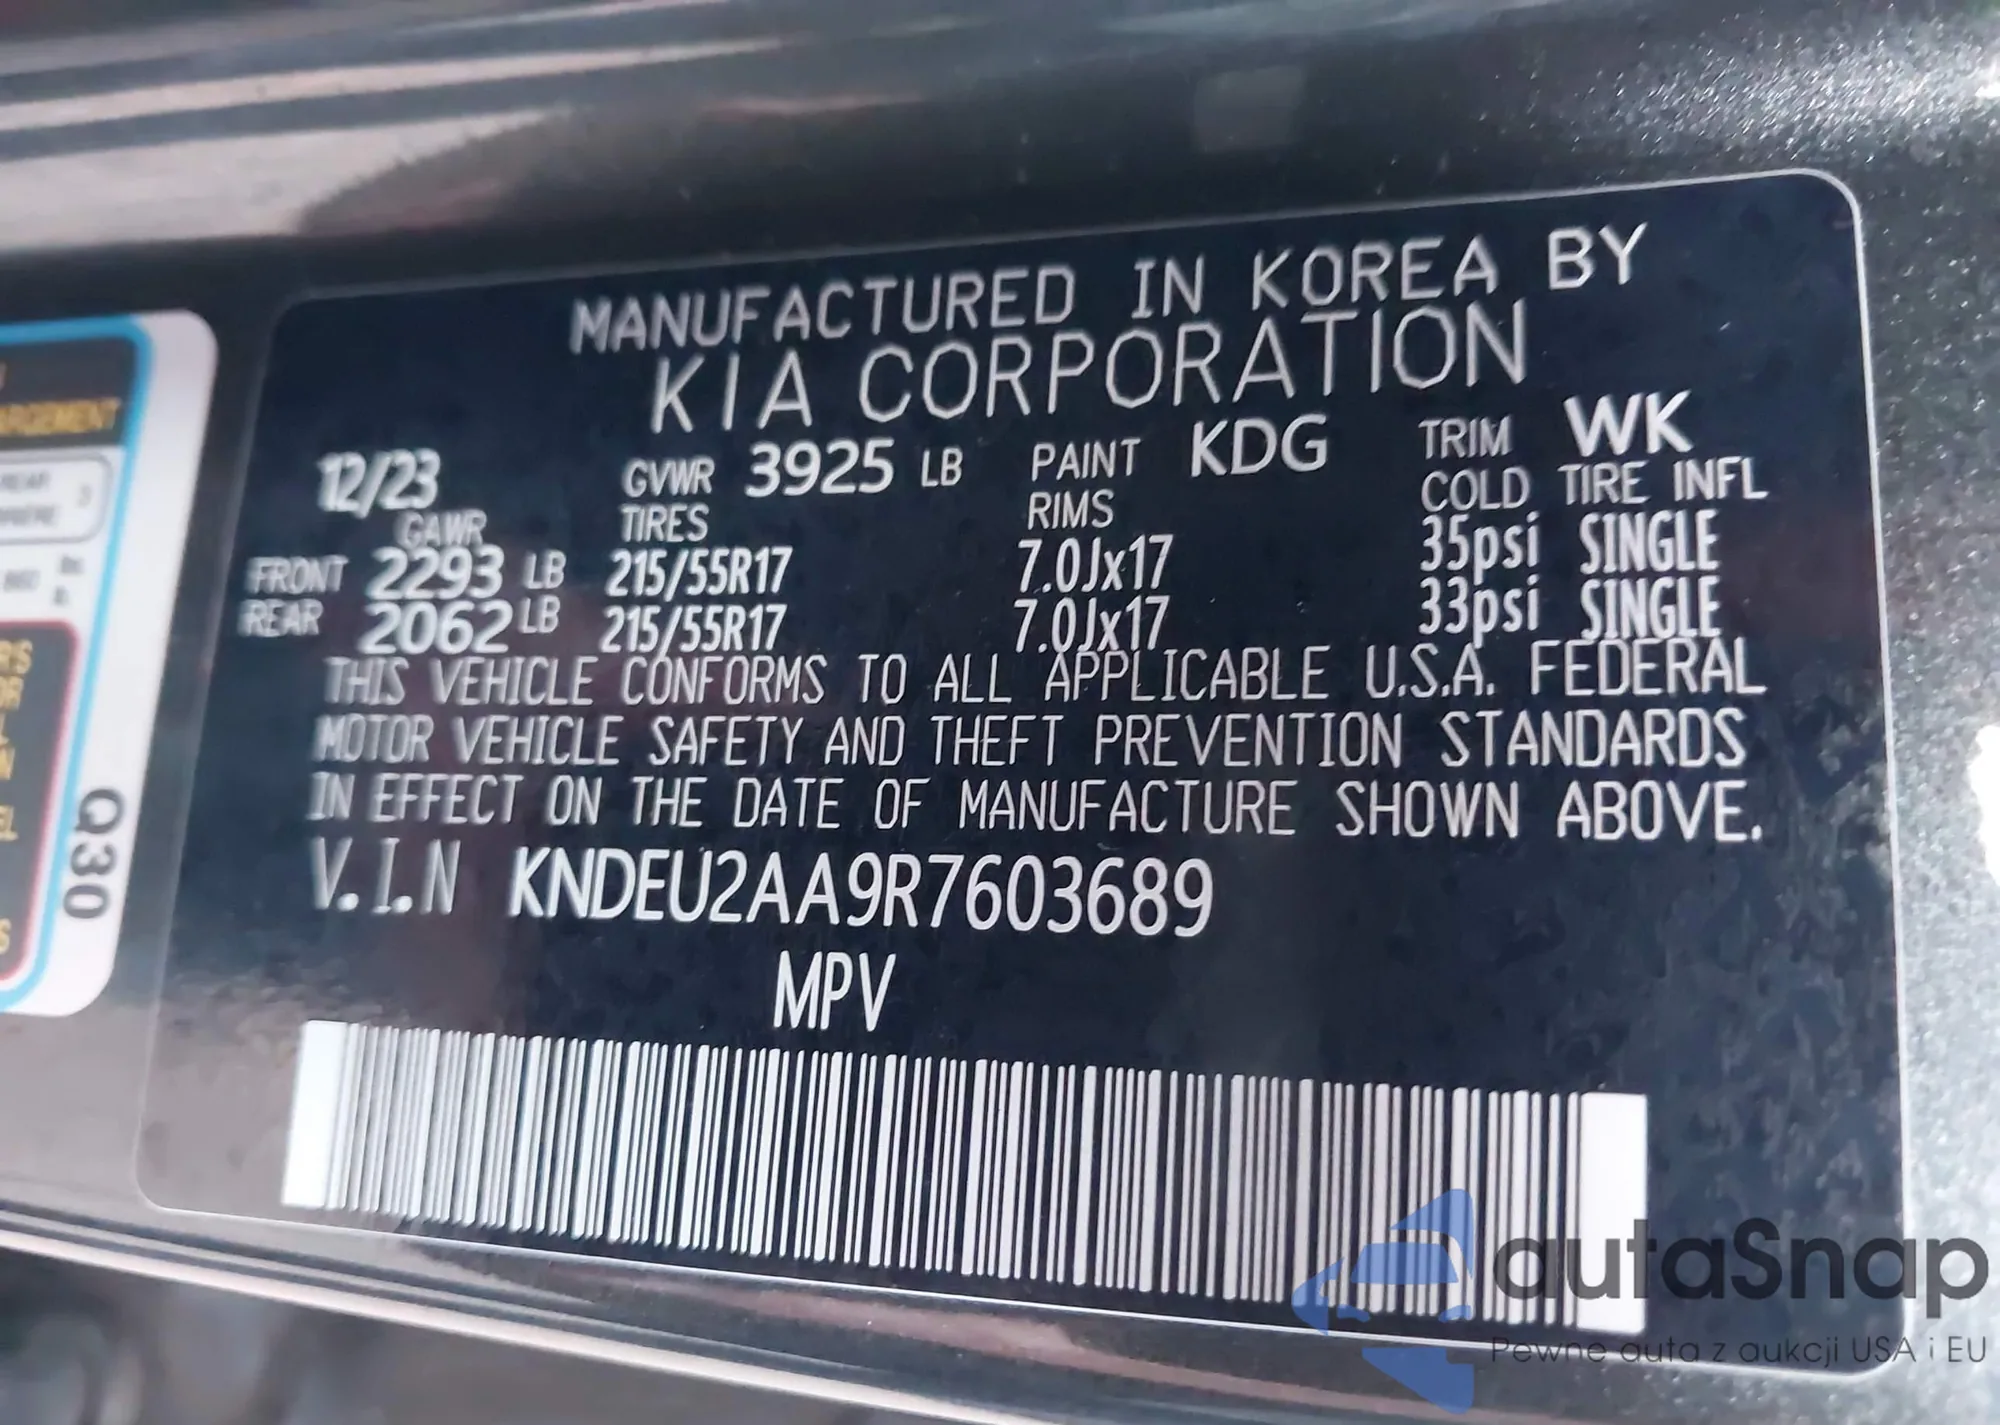 MANUFACTURED IN KOREA BY
KIA CORPORATION
12/23 GVWR 3925 LB PAINT KDG TRIM WK
GAWR TIRES RIMS COLD TIRE INFL
FRONT 2293 LB 215/55R17 7.0Jx17 35psi SINGLE
REAR 2062 LB 215/55R17 7.0Jx17 33psi SINGLE
THIS VEHICLE CONFORMS TO ALL APPLICABLE U.S.A. FEDERAL
MOTOR VEHICLE SAFETY AND THEFT PREVENTION STANDARDS
IN EFFECT ON THE DATE OF MANUFACTURE SHOWN ABOVE.
V.I.N KNDEU2AA9R7603689
MPV
Q30
autaSnap
Pewne auta z aukcji USA i EU